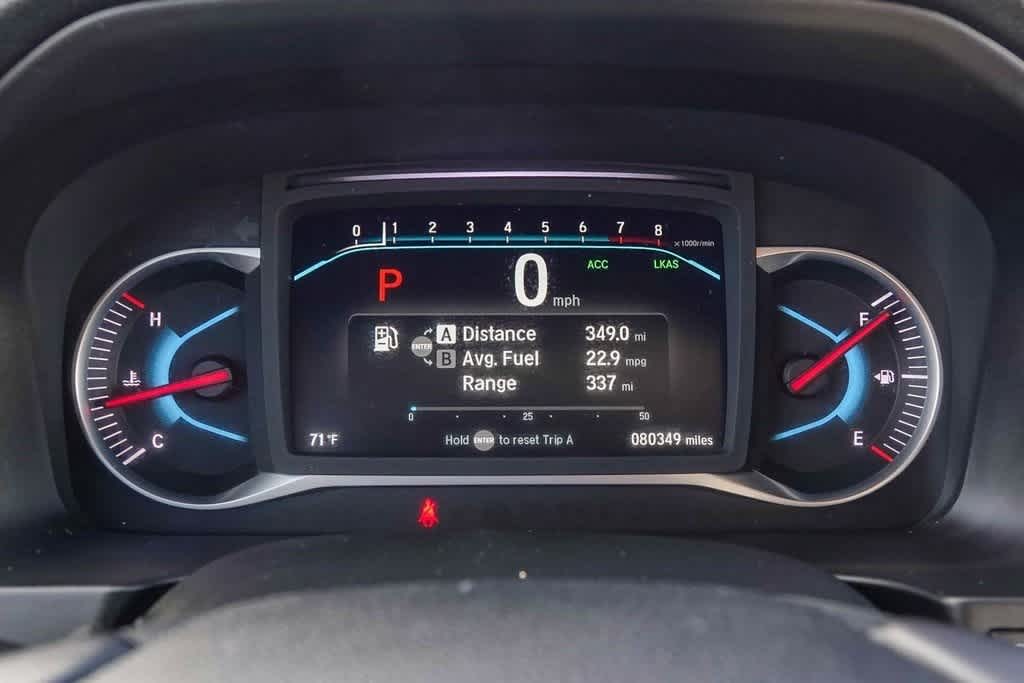 0 1 2 3 4 5 6 7 8 ×1000r/min
P 0 mph ACC LKAS
H
C
F
E
A Distance 349.0 mi
ENTER
B Avg. Fuel 22.9 mpg
Range 337 mi
0 25 50
71°F Hold ENTER to reset Trip A 080349 miles